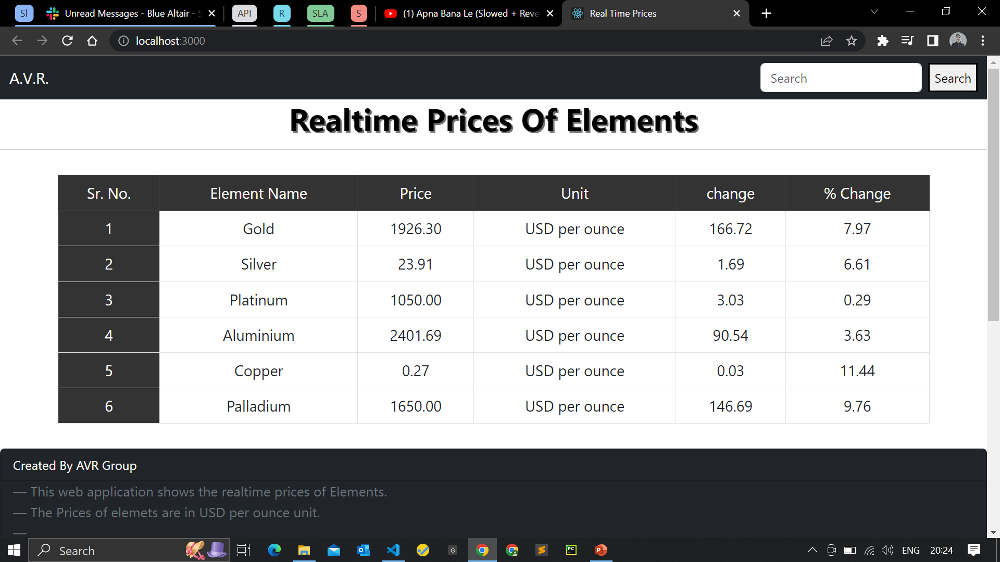 Sl
Unread Messages - Blue Altair - S
API
R
SLA
S
(1) Apna Bana Le (Slowed + Reve
Real Time Prices
localhost:3000
A.V.R.
Search
Search
Realtime Prices Of Elements
Sr. No. Element Name Price Unit change % Change
1 Gold 1926.30 USD per ounce 166.72 7.97
2 Silver 23.91 USD per ounce 1.69 6.61
3 Platinum 1050.00 USD per ounce 3.03 0.29
4 Aluminium 2401.69 USD per ounce 90.54 3.63
5 Copper 0.27 USD per ounce 0.03 11.44
6 Palladium 1650.00 USD per ounce 146.69 9.76
Created By AVR Group
— This web application shows the realtime prices of Elements.
— The Prices of elemets are in USD per ounce unit.
—
Search
G
PC
P
ENG
20:24